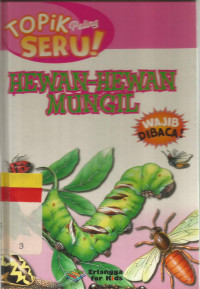 TOPiK Paling
SERU!
HEWAN-HEWAN
MUNGIL
WAJIB
DIBACA!
3
Erlangga
for Kids